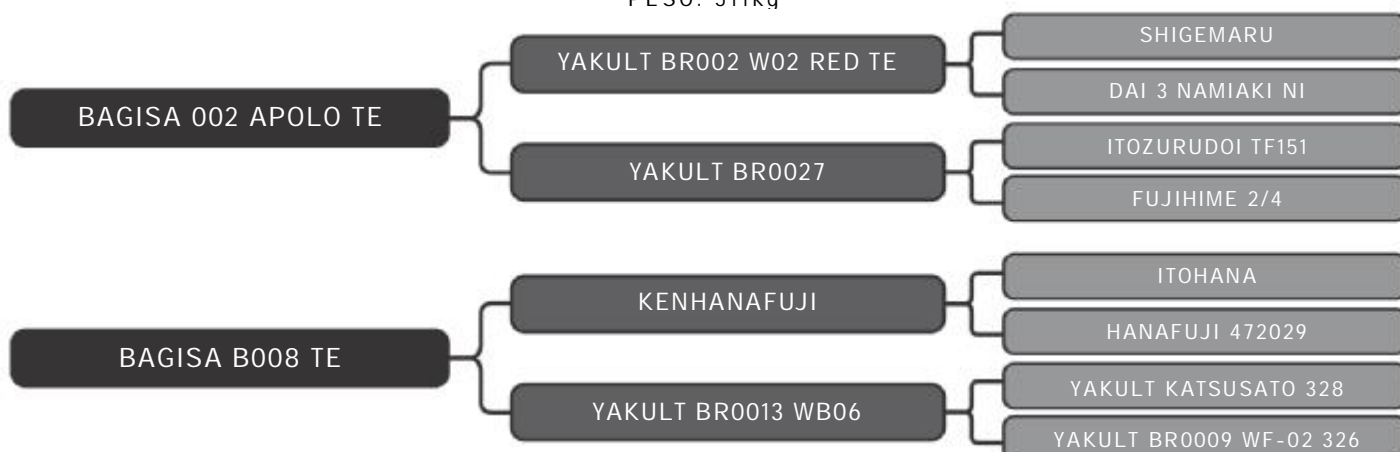 PESO: 511kg
SHIGEMARU
YAKULT BR002 W02 RED TE
DAI 3 NAMIAKI NI
BAGISA 002 APOLO TE
ITOZURUDOI TF151
YAKULT BR0027
FUJIHIME 2/4
ITOHANA
KENHANAFUJI
HANAFUJI 472029
BAGISA B008 TE
YAKULT KATSUSATO 328
YAKULT BR0013 WB06
YAKULT BR0009 WF-02 326